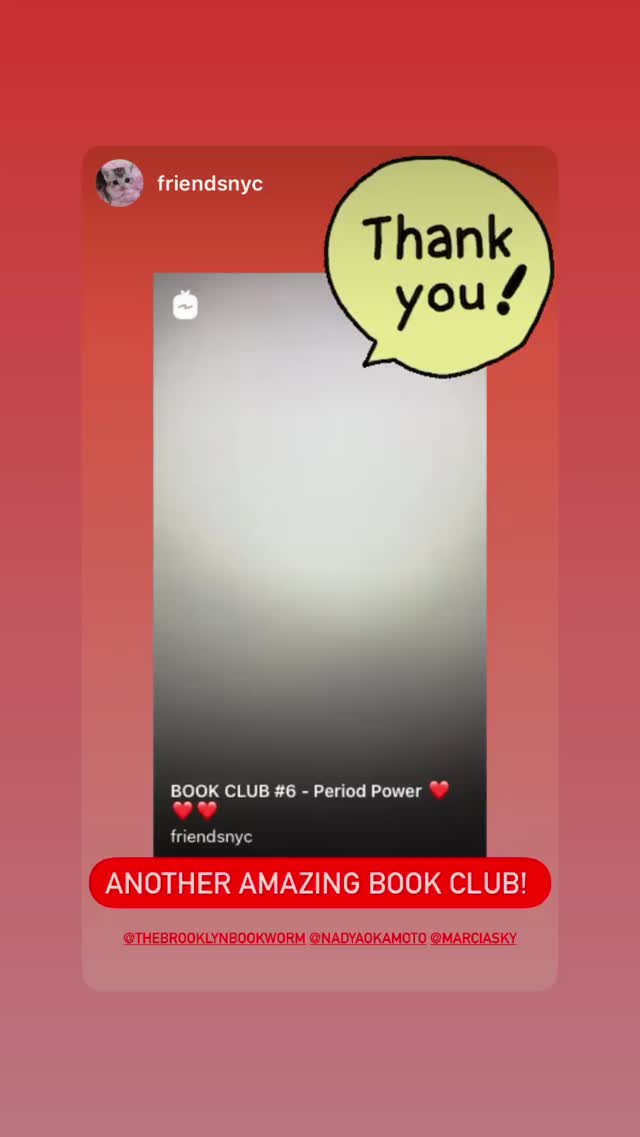 friendsnyc
Thank
you!
BOOK CLUB #6 - Period Power ❤️
❤️❤️
friendsnyc
ANOTHER AMAZING BOOK CLUB!
@THEBROOKLYNBOOKWORM @NADYAOKAMOTO @MARCIASKY